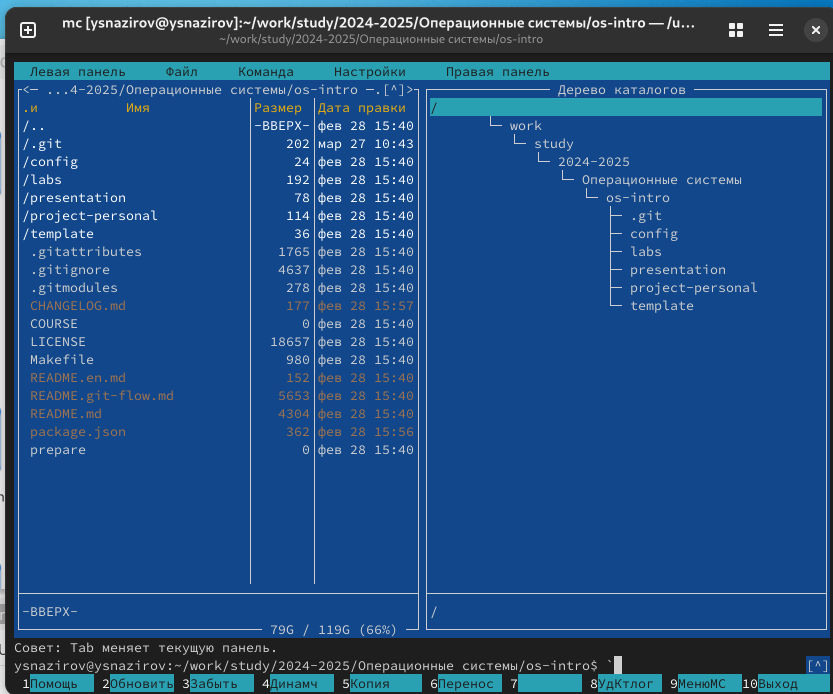 mc [ysnazirov@ysnazirov]:~/work/study/2024-2025/Операционные системы/os-intro — /u...
~/work/study/2024-2025/Операционные системы/os-intro
Левая панель Файл Команда Настройки Правая панель
<— ...4-2025/Операционные системы/os-intro —.[^]>
.и Имя Размер Дата правки
/.. -ВВЕРХ- фев 28 15:40
/.git 202 мар 27 10:43
/config 24 фев 28 15:40
/labs 192 фев 28 15:40
/presentation 78 фев 28 15:40
/project-personal 114 фев 28 15:40
/template 36 фев 28 15:40
.gitattributes 1765 фев 28 15:40
.gitignore 4637 фев 28 15:40
.gitmodules 278 фев 28 15:40
CHANGELOG.md 177 фев 28 15:57
COURSE 0 фев 28 15:40
LICENSE 18657 фев 28 15:40
Makefile 980 фев 28 15:40
README.en.md 152 фев 28 15:40
README.git-flow.md 5653 фев 28 15:40
README.md 4304 фев 28 15:40
package.json 362 фев 28 15:56
prepare 0 фев 28 15:40
-ВВЕРХ-
79G / 119G (66%)
Дерево каталогов
/
work
study
2024-2025
Операционные системы
os-intro
.git
config
labs
presentation
project-personal
template
/
Совет: Tab меняет текущую панель.
ysnazirov@ysnazirov:~/work/study/2024-2025/Операционные системы/os-intro$ ` [^]
1Помощь 2Обновить 3Забыть 4Динамч 5Копия 6Перенос 7 8УдКтлог 9МенюМС 10Выход